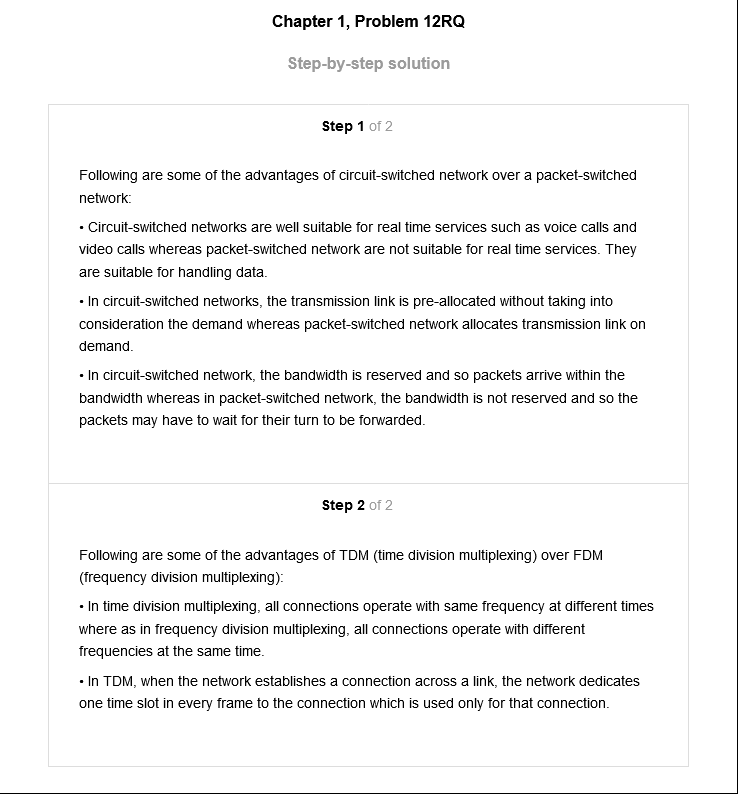 Chapter 1, Problem 12RQ
Step-by-step solution
Step 1 of 2
Following are some of the advantages of circuit-switched network over a packet-switched
network:
• Circuit-switched networks are well suitable for real time services such as voice calls and
video calls whereas packet-switched network are not suitable for real time services. They
are suitable for handling data.
• In circuit-switched networks, the transmission link is pre-allocated without taking into
consideration the demand whereas packet-switched network allocates transmission link on
demand.
• In circuit-switched network, the bandwidth is reserved and so packets arrive within the
bandwidth whereas in packet-switched network, the bandwidth is not reserved and so the
packets may have to wait for their turn to be forwarded.
Step 2 of 2
Following are some of the advantages of TDM (time division multiplexing) over FDM
(frequency division multiplexing):
• In time division multiplexing, all connections operate with same frequency at different times
where as in frequency division multiplexing, all connections operate with different
frequencies at the same time.
• In TDM, when the network establishes a connection across a link, the network dedicates
one time slot in every frame to the connection which is used only for that connection.